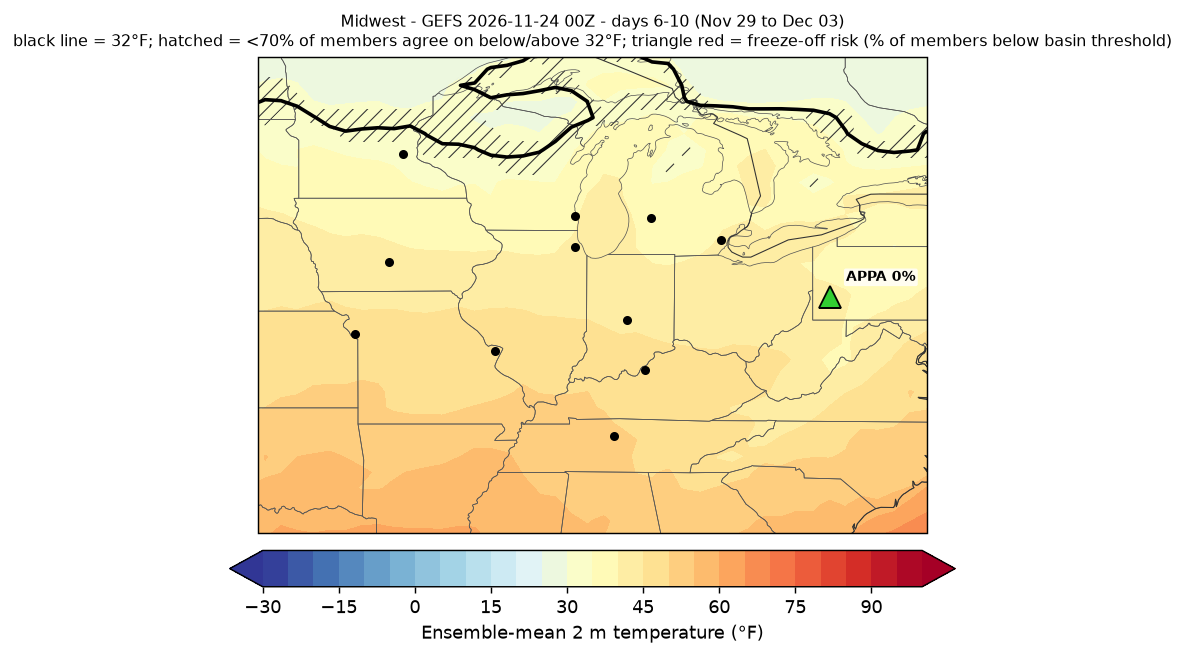 Midwest - GEFS 2026-11-24 00Z - days 6-10 (Nov 29 to Dec 03)
black line = 32°F; hatched = <70% of members agree on below/above 32°F; triangle red = freeze-off risk (% of members below basin threshold)
APPA 0%
−30 −15 0 15 30 45 60 75 90
Ensemble-mean 2 m temperature (°F)